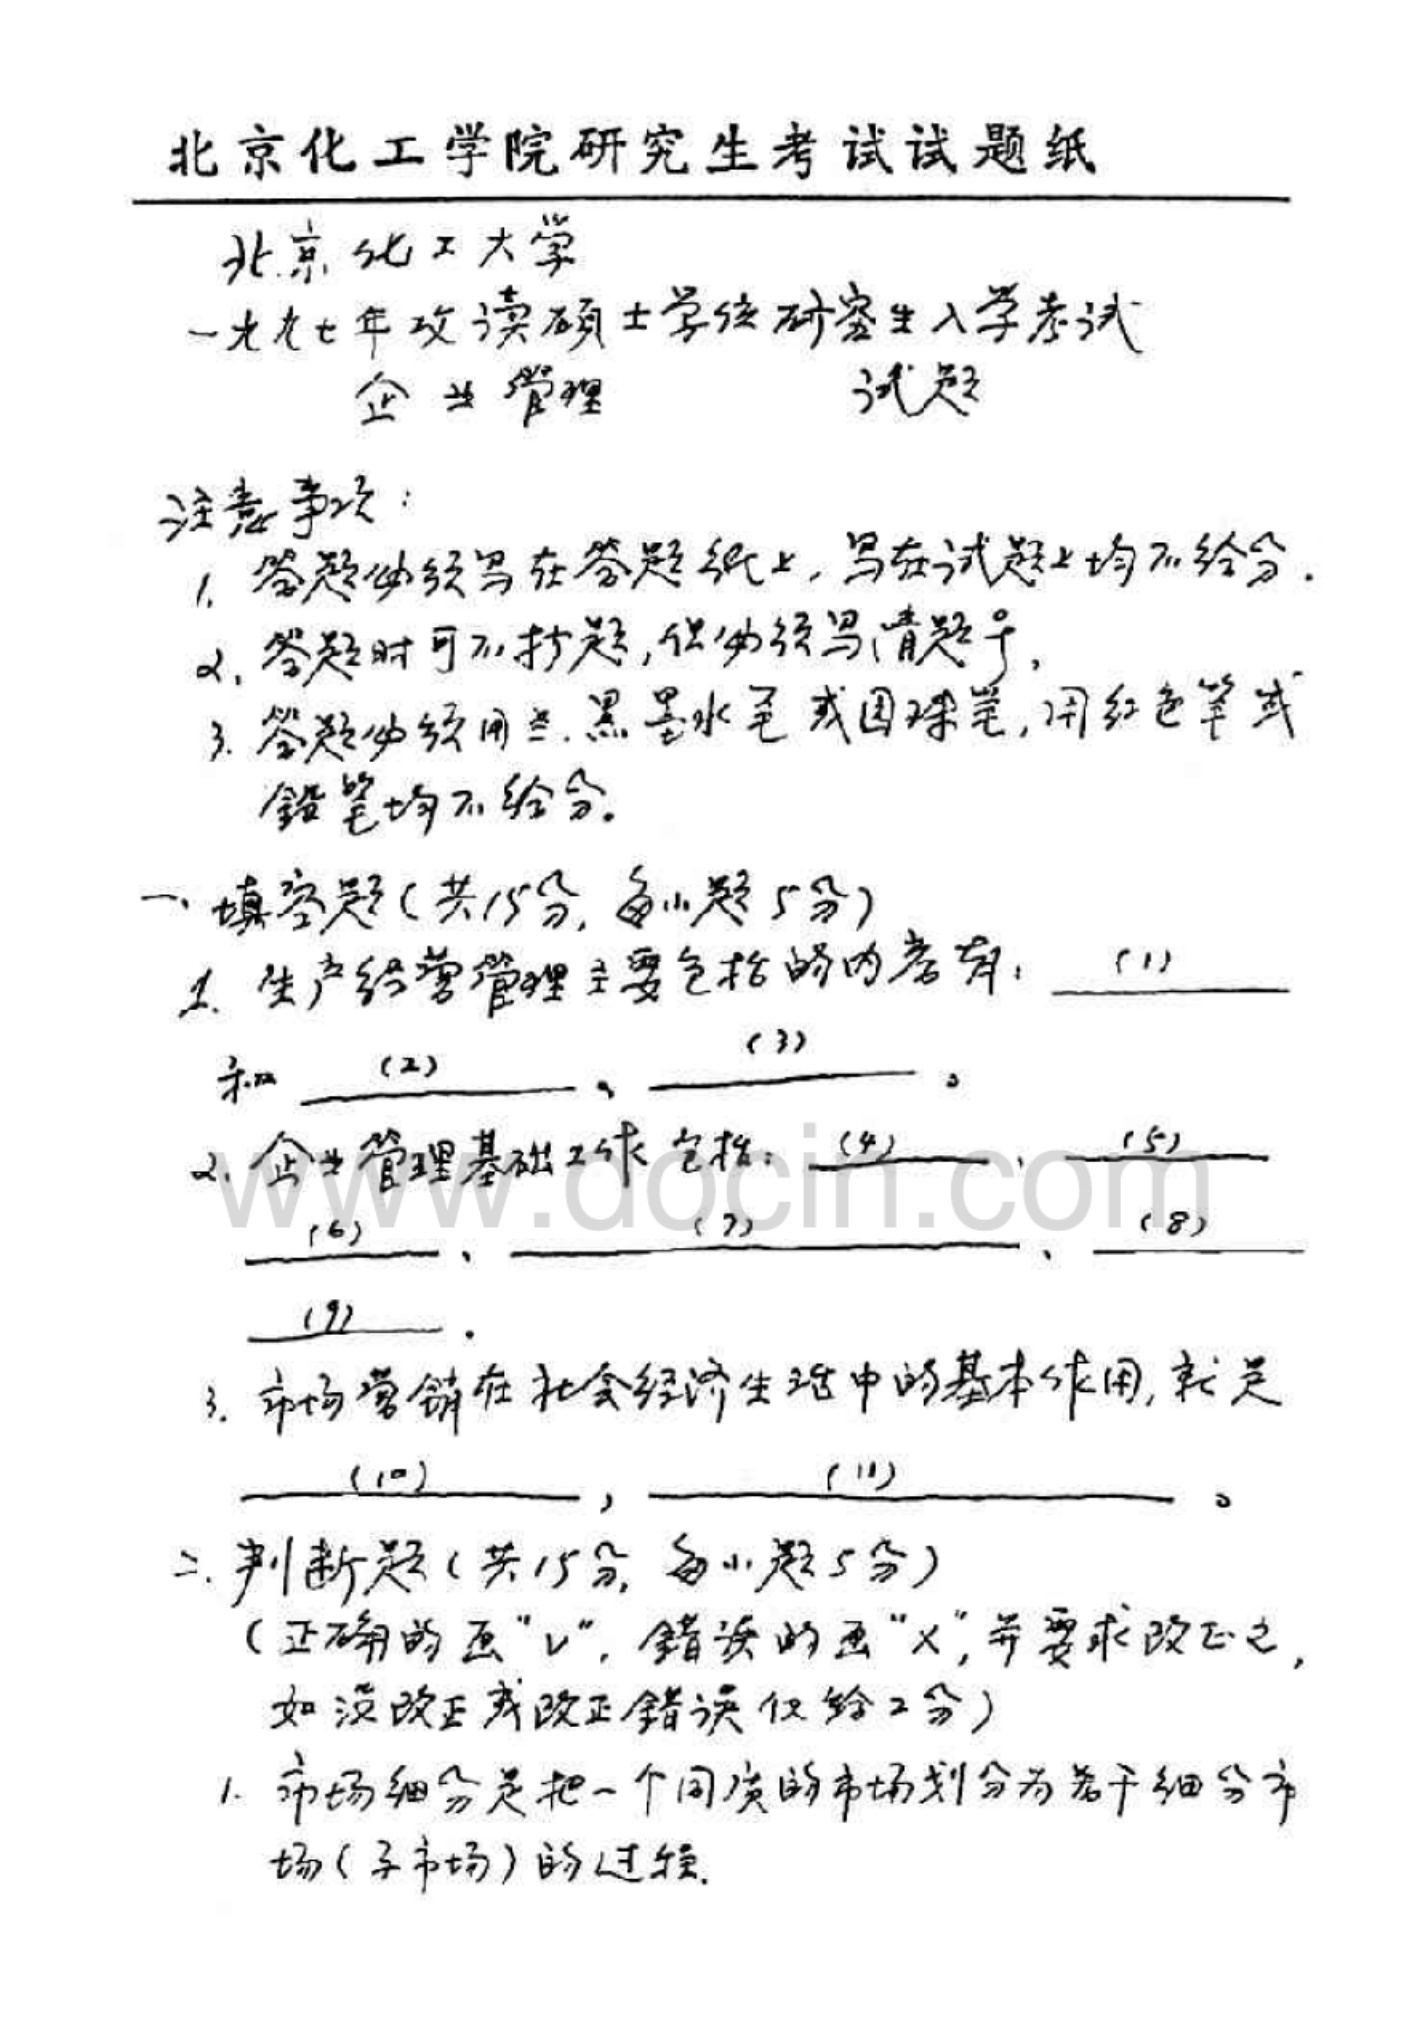 北京化工学院研究生考试试题纸
北京化工大学
一九九七年攻读硕士学位研究生入学考试
企业管理 试题
注意事项：
1. 答题必须写在答题纸上，写在试题上均不给分．
2. 答题时可不抄题，但必须写清题号．
3. 答题必须用兰．黑墨水笔或园珠笔，用红色笔或
铅笔均不给分。
一、填空题（共15分，每小题5分）
1. 生产经营管理主要包括的内容有： (1)
和 (2) 、 (3) 。
2. 企业管理基础工作包括： (4) 、 (5)
(6) 、 (7) 、 (8)
(9) ．
3. 市场营销在社会经济生活中的基本作用，就是
(10) ， (11) 。
二．判断题（共15分，每小题5分）
（正确的画"√"，错误的画"×"，并要求改正之，
如没改正或改正错误仅给2分）
1. 市场细分是把一个同质的市场划分为若干细分市
场（子市场）的过程．
www.docin.com